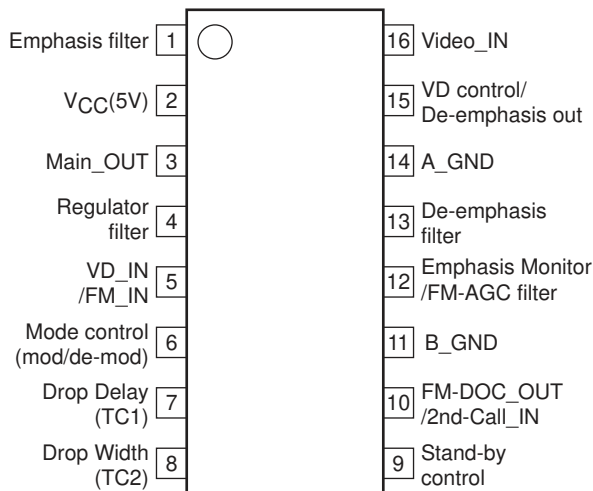 Emphasis filter 1
VCC(5V) 2
Main_OUT 3
Regulator
filter 4
VD_IN
/FM_IN 5
Mode control
(mod/de-mod) 6
Drop Delay
(TC1) 7
Drop Width
(TC2) 8
16 Video_IN
15 VD control/
De-emphasis out
14 A_GND
13 De-emphasis
filter
12 Emphasis Monitor
/FM-AGC filter
11 B_GND
10 FM-DOC_OUT
/2nd-Call_IN
9 Stand-by
control